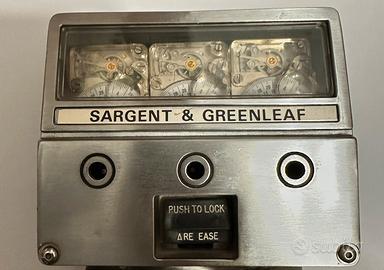 SARGENT & GREENLEAF
PUSH TO LOCK
ARE EASE